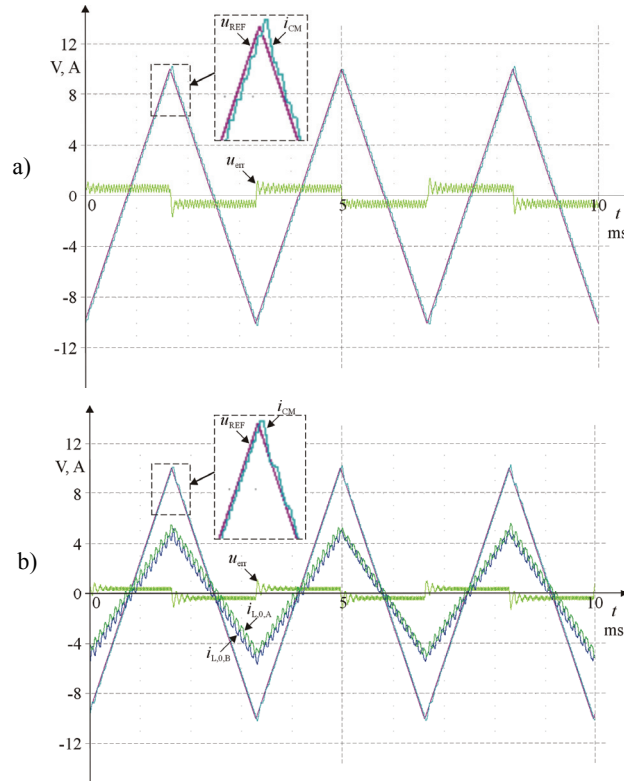 a)
V, A
12
8
4
0
-4
-8
-12
u_REF
i_CM
u_err
0
5
10
t
ms
b)
V, A
12
8
4
0
-4
-8
-12
u_REF
i_CM
u_err
i_L,0,A
i_L,0,B
0
5
10
t
ms